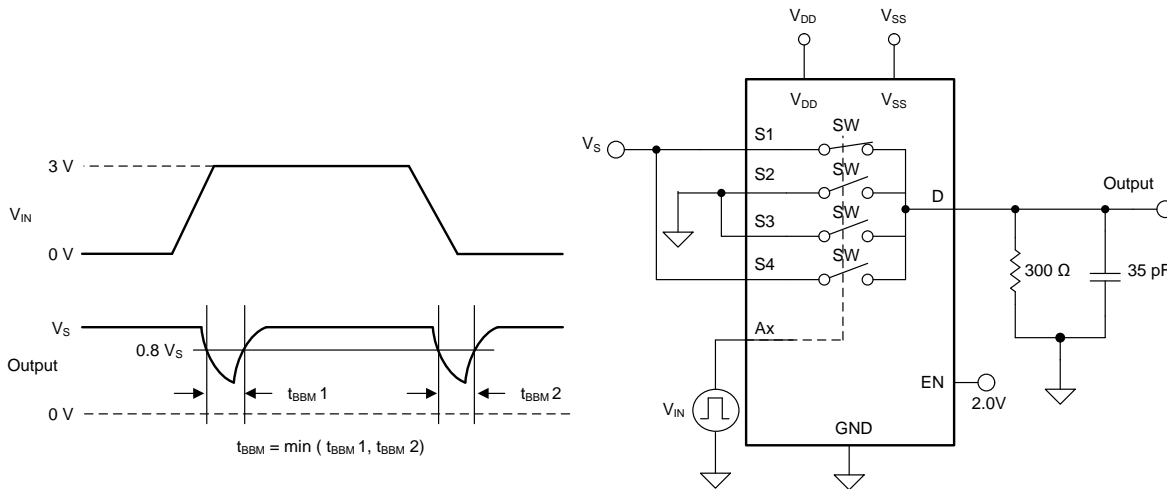 3 V
V_IN
0 V
V_S
0.8 V_S
Output
t_BBM 1
t_BBM 2
0 V
t_BBM = min ( t_BBM 1, t_BBM 2)
V_DD
V_SS
V_DD
V_SS
V_S
S1
SW
S2
SW
S3
SW
S4
SW
D
Output
300 Ω
35 pF
Ax
V_IN
EN
2.0V
GND